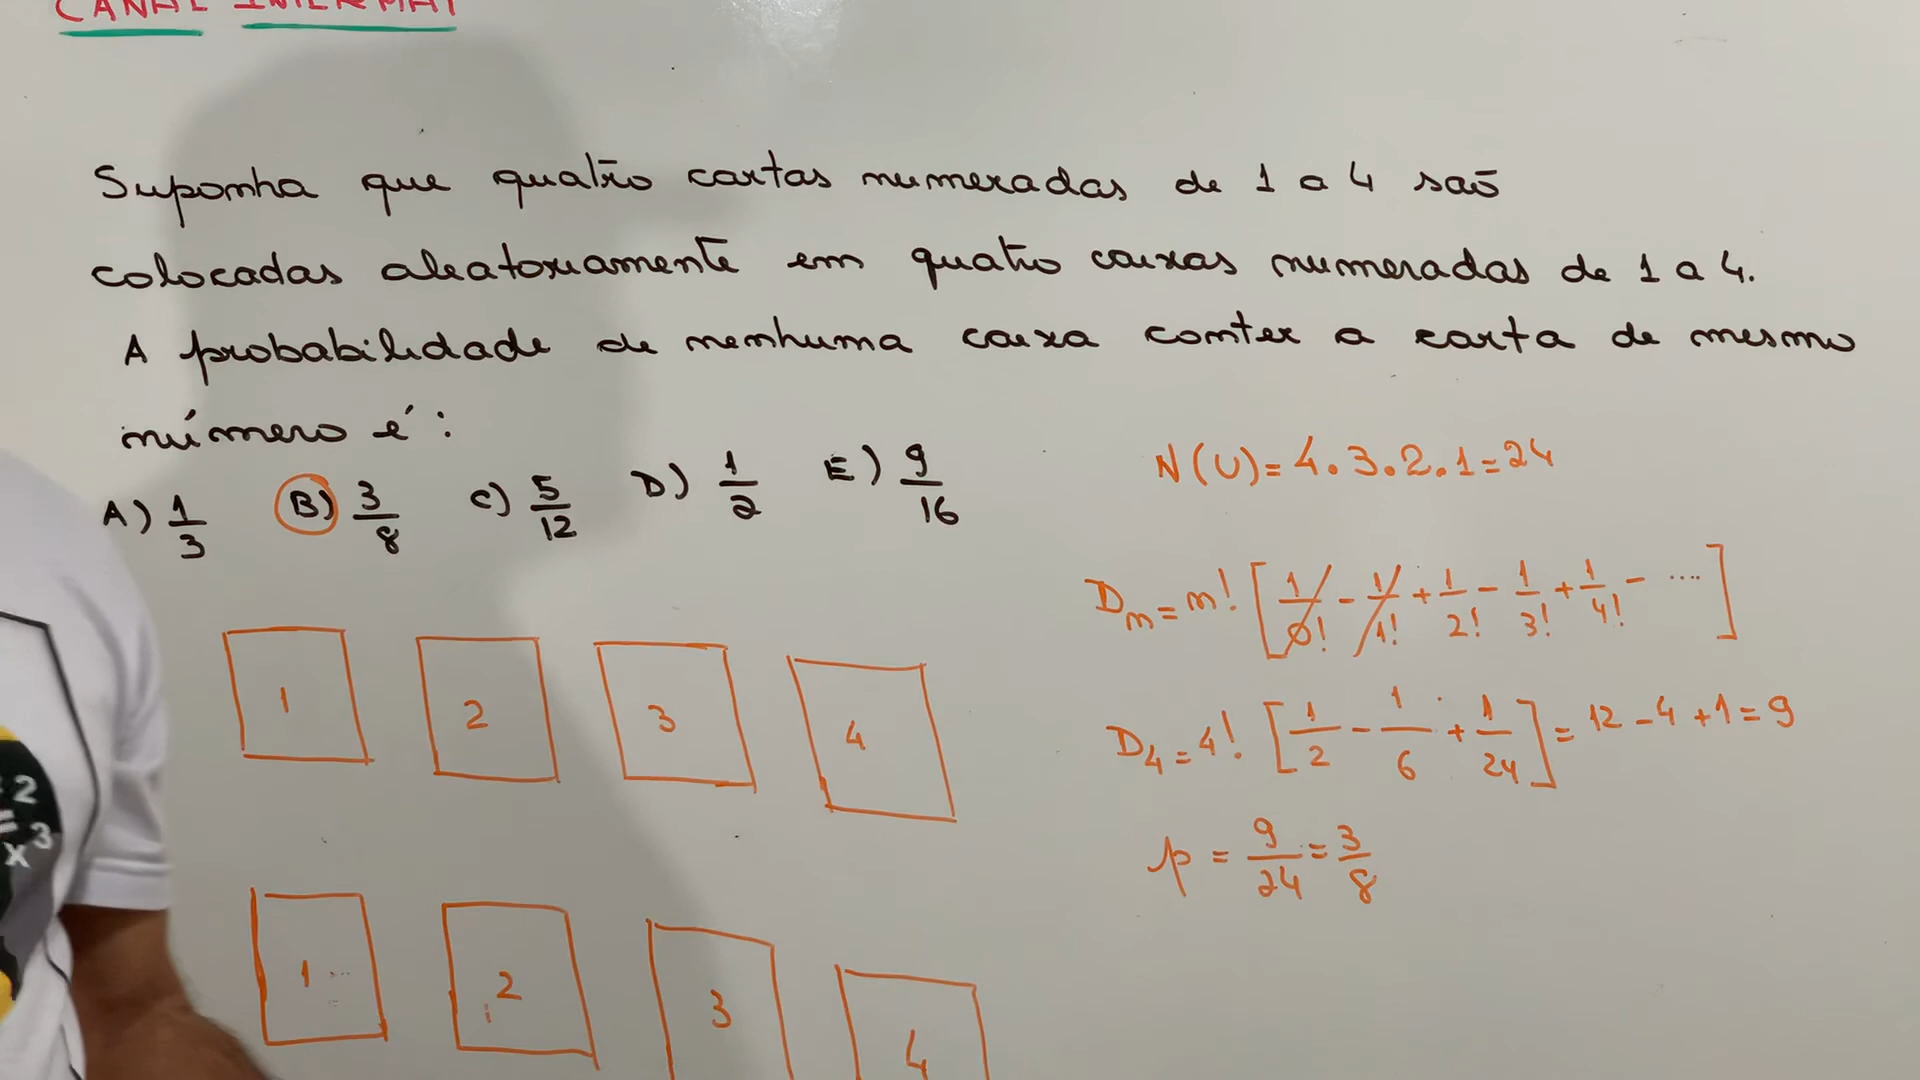 CANAL INTERMAT
Suponha que quatro cartas numeradas de 1 a 4 são
colocadas aleatoriamente em quatro caixas numeradas de 1 a 4.
A probabilidade de nenhuma caixa conter a carta de mesmo
número é:
A) 1/3 B) 3/8 C) 5/12 D) 1/2 E) 9/16
N(U) = 4.3.2.1 = 24
Dn = n! [1/0! - 1/1! + 1/2! - 1/3! + 1/4! - ....]
1 2 3 4
D4 = 4! [1/2 - 1/6 + 1/24] = 12 - 4 + 1 = 9
p = 9/24 = 3/8
1 2 3 4
2
= 3
x